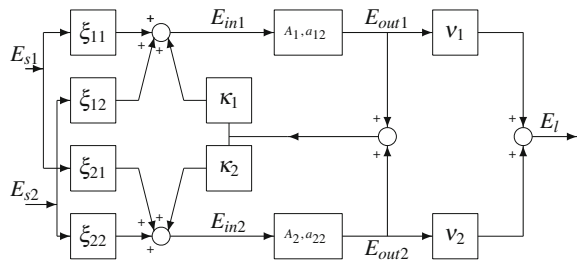 ξ11 + + E_in1 A1,a12 E_out1 ν1
E_s1
ξ12 κ1 + +
E_l
ξ21 κ2 + +
E_s2
+ + E_in2
ξ22 + A2,a22 E_out2 ν2